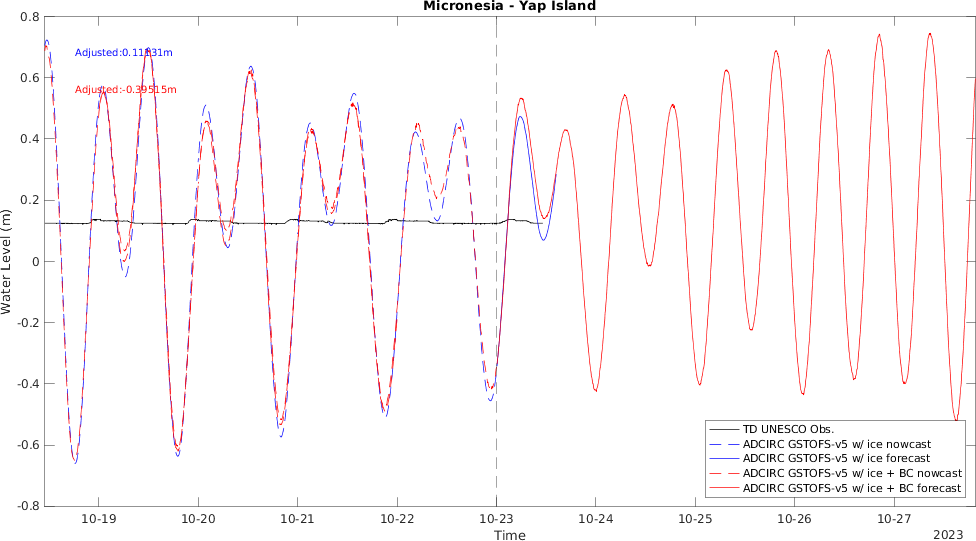 Micronesia - Yap Island
0.8
0.6
0.4
0.2
0
-0.2
-0.4
-0.6
-0.8
Water Level (m)
Adjusted:0.11831m
Adjusted:-0.39515m
TD UNESCO Obs.
ADCIRC GSTOFS-v5 w/ ice nowcast
ADCIRC GSTOFS-v5 w/ ice forecast
ADCIRC GSTOFS-v5 w/ ice + BC nowcast
ADCIRC GSTOFS-v5 w/ ice + BC forecast
10-19 10-20 10-21 10-22 10-23 10-24 10-25 10-26 10-27
Time
2023